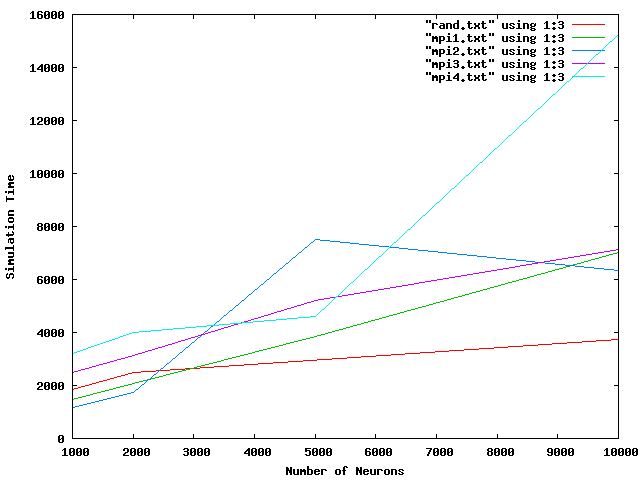 16000
14000
12000
10000
8000
6000
4000
2000
0
1000 2000 3000 4000 5000 6000 7000 8000 9000 10000
Simulation Time
Number of Neurons
"rand.txt" using 1:3
"mpi1.txt" using 1:3
"mpi2.txt" using 1:3
"mpi3.txt" using 1:3
"mpi4.txt" using 1:3